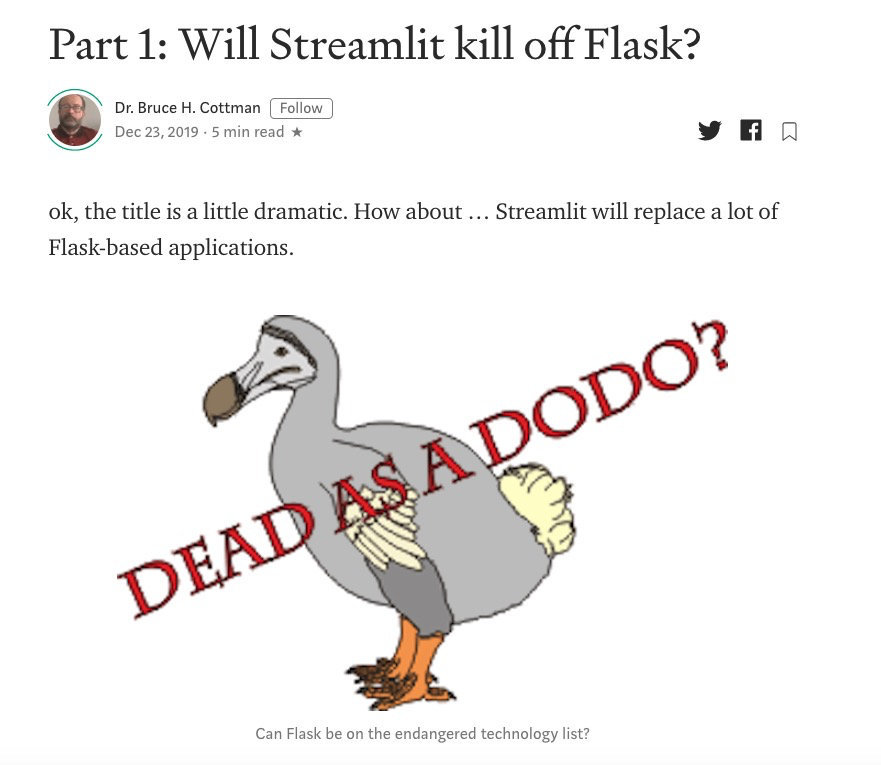 Part 1: Will Streamlit kill off Flask?
Dr. Bruce H. Cottman Follow
Dec 23, 2019 · 5 min read ★
ok, the title is a little dramatic. How about … Streamlit will replace a lot of
Flask-based applications.
DEAD AS A DODO?
Can Flask be on the endangered technology list?